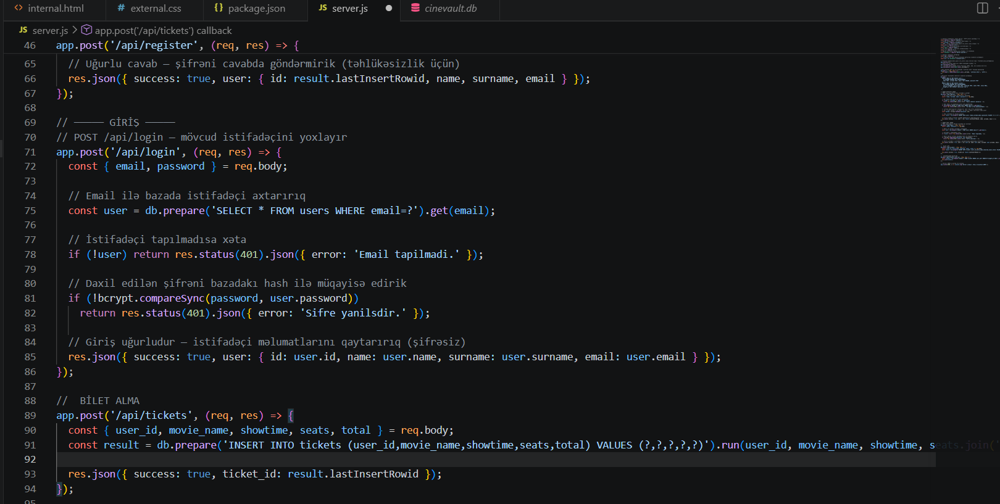 internal.html
# external.css
{} package.json
JS server.js
cinevault.db
JS server.js > app.post('/api/tickets') callback
46 app.post('/api/register', (req, res) => {
65 // Uğurlu cavab — şifrəni cavabda göndərmirik (təhlükəsizlik üçün)
66 res.json({ success: true, user: { id: result.lastInsertRowid, name, surname, email } });
67 });
68
69 // ───── GİRİŞ ─────
70 // POST /api/login — mövcud istifadəçini yoxlayır
71 app.post('/api/login', (req, res) => {
72 const { email, password } = req.body;
73
74 // Email ilə bazada istifadəçi axtarırıq
75 const user = db.prepare('SELECT * FROM users WHERE email=?').get(email);
76
77 // İstifadəçi tapılmadısa xəta
78 if (!user) return res.status(401).json({ error: 'Email tapilmadi.' });
79
80 // Daxil edilən şifrəni bazadakı hash ilə müqayisə edirik
81 if (!bcrypt.compareSync(password, user.password))
82 return res.status(401).json({ error: 'Sifre yanilsdir.' });
83
84 // Giriş uğurludur — istifadəçi məlumatlarını qaytarırıq (şifrəsiz)
85 res.json({ success: true, user: { id: user.id, name: user.name, surname: user.surname, email: user.email } });
86 });
87
88 //  BİLET ALMA
89 app.post('/api/tickets', (req, res) => {
90 const { user_id, movie_name, showtime, seats, total } = req.body;
91 const result = db.prepare('INSERT INTO tickets (user_id,movie_name,showtime,seats,total) VALUES (?,?,?,?,?)').run(user_id, movie_name, showtime, seats.join('
92
93 res.json({ success: true, ticket_id: result.lastInsertRowid });
94 });
95